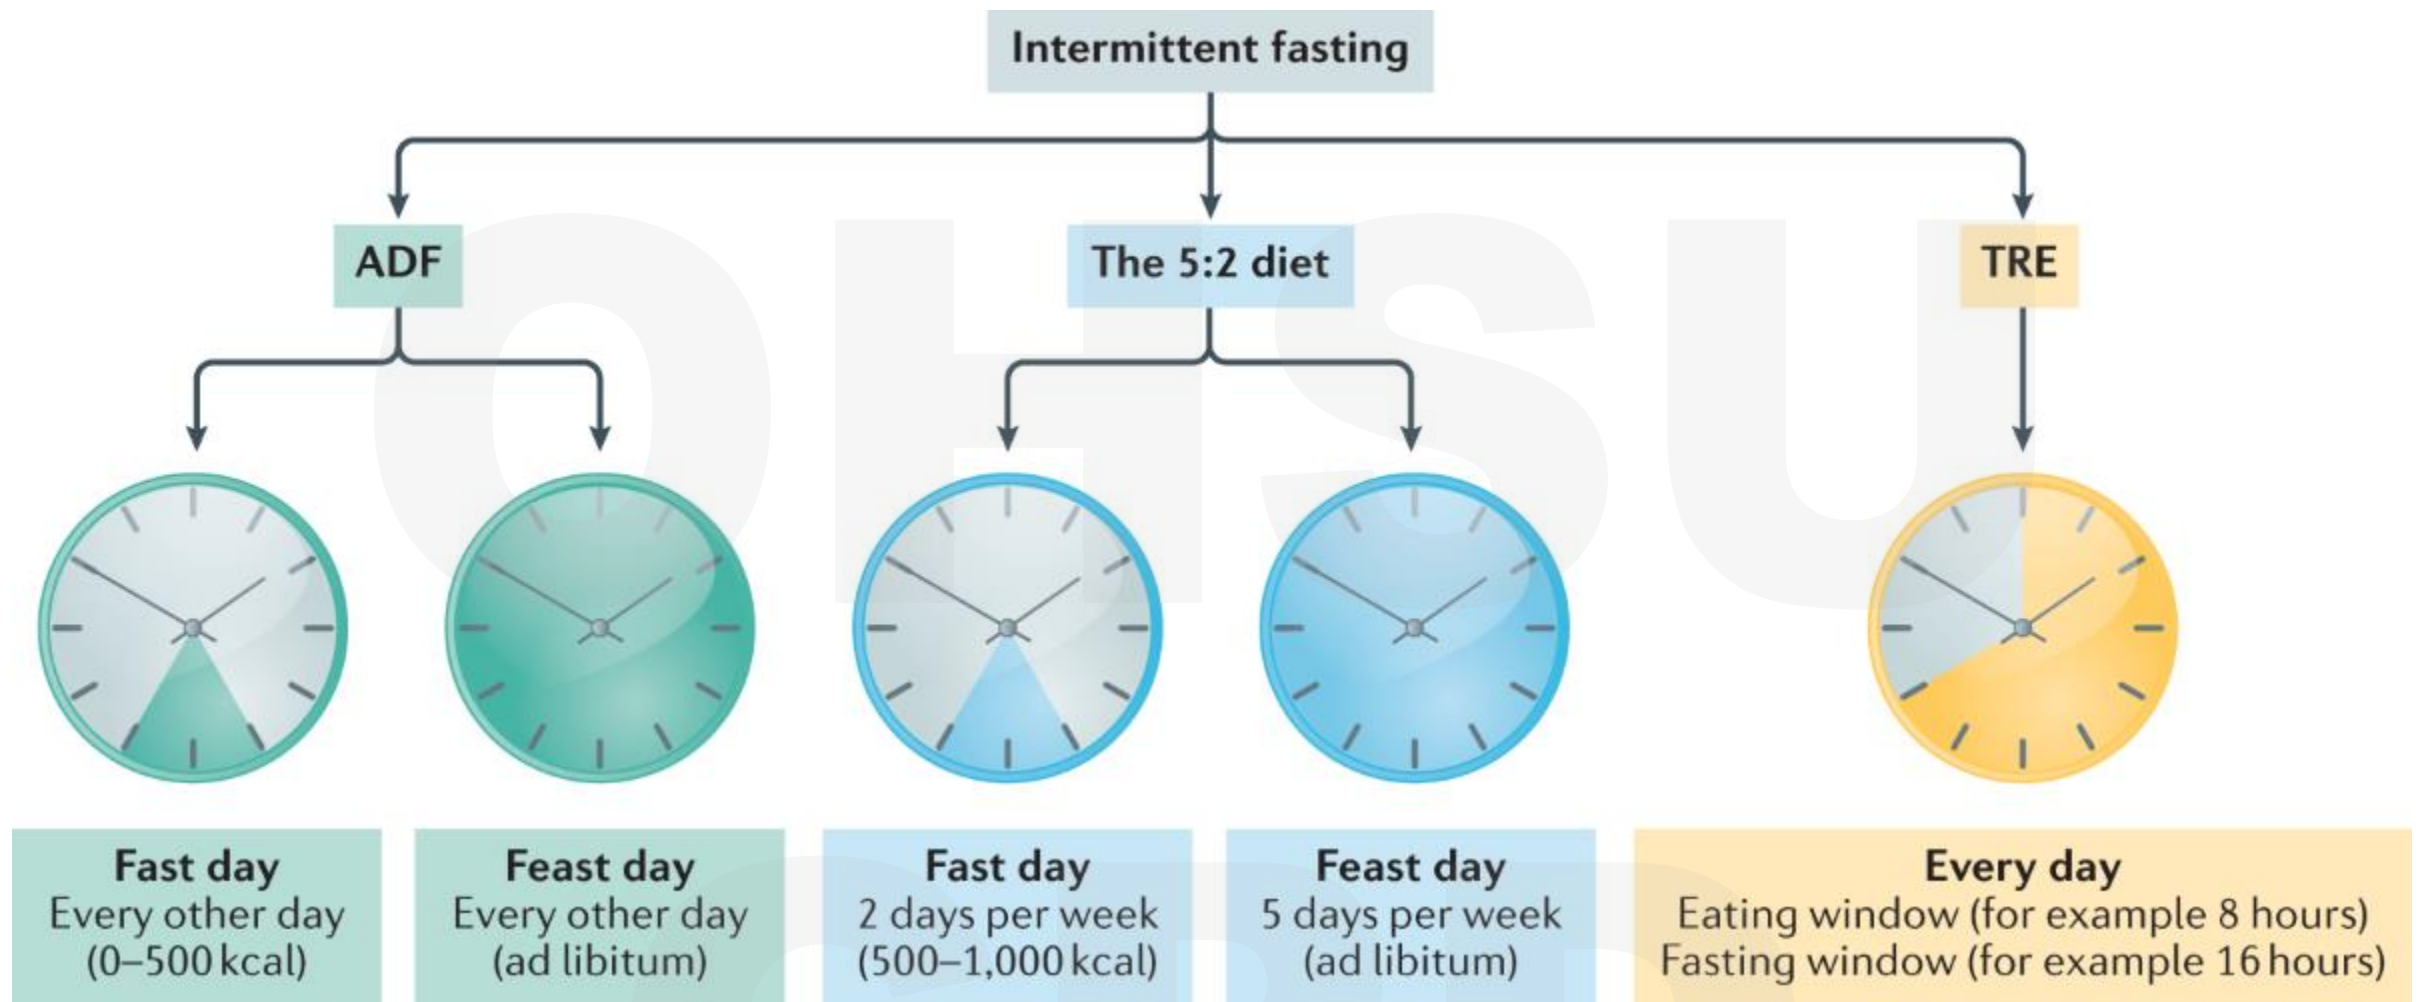 Intermittent fasting
ADF
The 5:2 diet
TRE
Fast day
Every other day
(0–500 kcal)
Feast day
Every other day
(ad libitum)
Fast day
2 days per week
(500–1,000 kcal)
Feast day
5 days per week
(ad libitum)
Every day
Eating window (for example 8 hours)
Fasting window (for example 16 hours)
OHSU